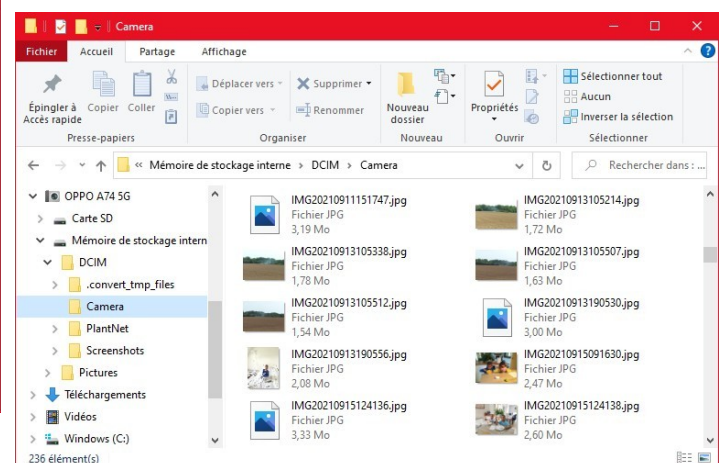 Camera
Fichier Accueil Partage Affichage
Épingler à
Accès rapide
Copier
Coller
Presse-papiers
Déplacer vers
Copier vers
Supprimer
Renommer
Organiser
Nouveau
dossier
Nouveau
Propriétés
Ouvrir
Sélectionner tout
Aucun
Inverser la sélection
Sélectionner
« Mémoire de stockage interne > DCIM > Camera
Rechercher dans : ...
OPPO A74 5G
Carte SD
Mémoire de stockage intern
DCIM
.convert_tmp_files
Camera
PlantNet
Screenshots
Pictures
Téléchargements
Vidéos
Windows (C:)
IMG20210911151747.jpg
Fichier JPG
3,19 Mo
IMG20210913105214.jpg
Fichier JPG
1,72 Mo
IMG20210913105338.jpg
Fichier JPG
1,78 Mo
IMG20210913105507.jpg
Fichier JPG
1,63 Mo
IMG20210913105512.jpg
Fichier JPG
1,54 Mo
IMG20210913190530.jpg
Fichier JPG
3,00 Mo
IMG20210913190556.jpg
Fichier JPG
2,08 Mo
IMG20210915091630.jpg
Fichier JPG
2,47 Mo
IMG20210915124136.jpg
Fichier JPG
3,33 Mo
IMG20210915124138.jpg
Fichier JPG
2,60 Mo
236 élément(s)